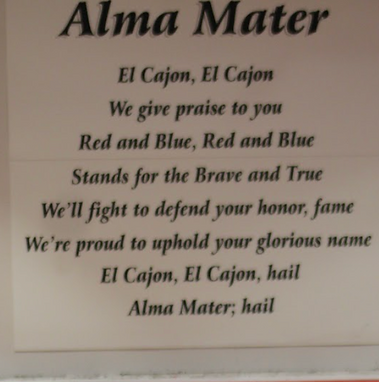 Alma Mater
El Cajon, El Cajon
We give praise to you
Red and Blue, Red and Blue
Stands for the Brave and True
We'll fight to defend your honor, fame
We're proud to uphold your glorious name
El Cajon, El Cajon, hail
Alma Mater; hail